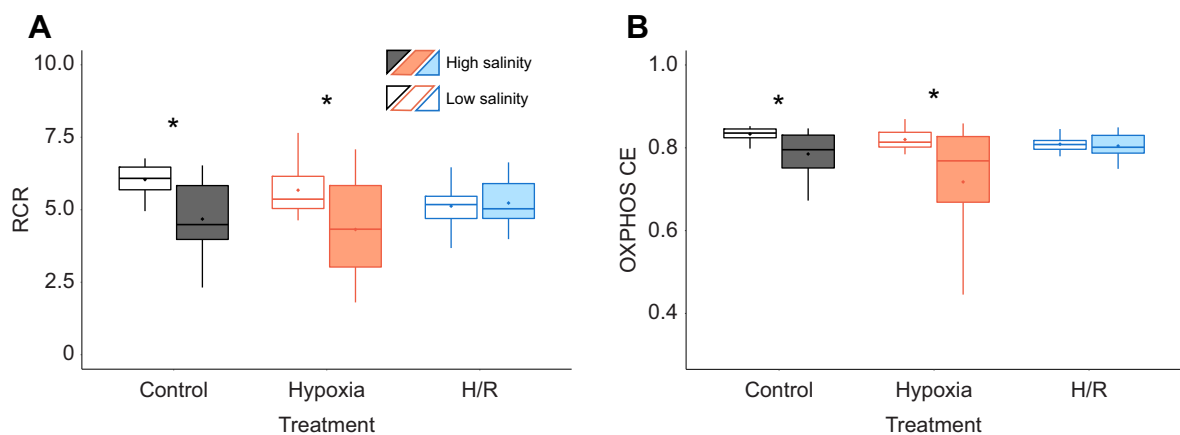 A
10.0
7.5
5.0
2.5
0
RCR
High salinity
Low salinity
*
*
Control
Hypoxia
H/R
Treatment
B
1.0
0.8
0.6
0.4
OXPHOS CE
*
*
Control
Hypoxia
H/R
Treatment